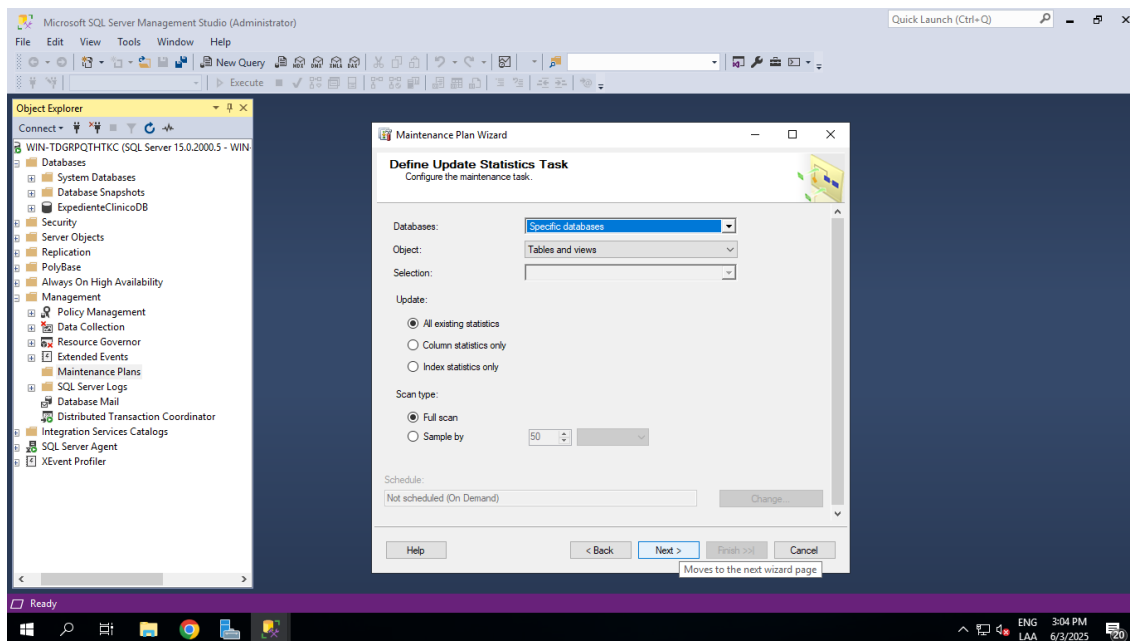 Microsoft SQL Server Management Studio (Administrator)
Quick Launch (Ctrl+Q)
File Edit View Tools Window Help
New Query
MDX DMX XMLA DAX
Execute
Object Explorer
Connect
WIN-TDGRPQTHTKC (SQL Server 15.0.2000.5 - WIN-
Databases
System Databases
Database Snapshots
ExpedienteClinicoDB
Security
Server Objects
Replication
PolyBase
Always On High Availability
Management
Policy Management
Data Collection
Resource Governor
Extended Events
Maintenance Plans
SQL Server Logs
Database Mail
Distributed Transaction Coordinator
Integration Services Catalogs
SQL Server Agent
XEvent Profiler
Maintenance Plan Wizard
Define Update Statistics Task
Configure the maintenance task.
Databases: Specific databases
Object: Tables and views
Selection:
Update:
All existing statistics
Column statistics only
Index statistics only
Scan type:
Full scan
Sample by 50
Schedule:
Not scheduled (On Demand) Change...
Help < Back Next > Finish >>| Cancel
Moves to the next wizard page
Ready
ENG 3:04 PM
LAA 6/3/2025
20